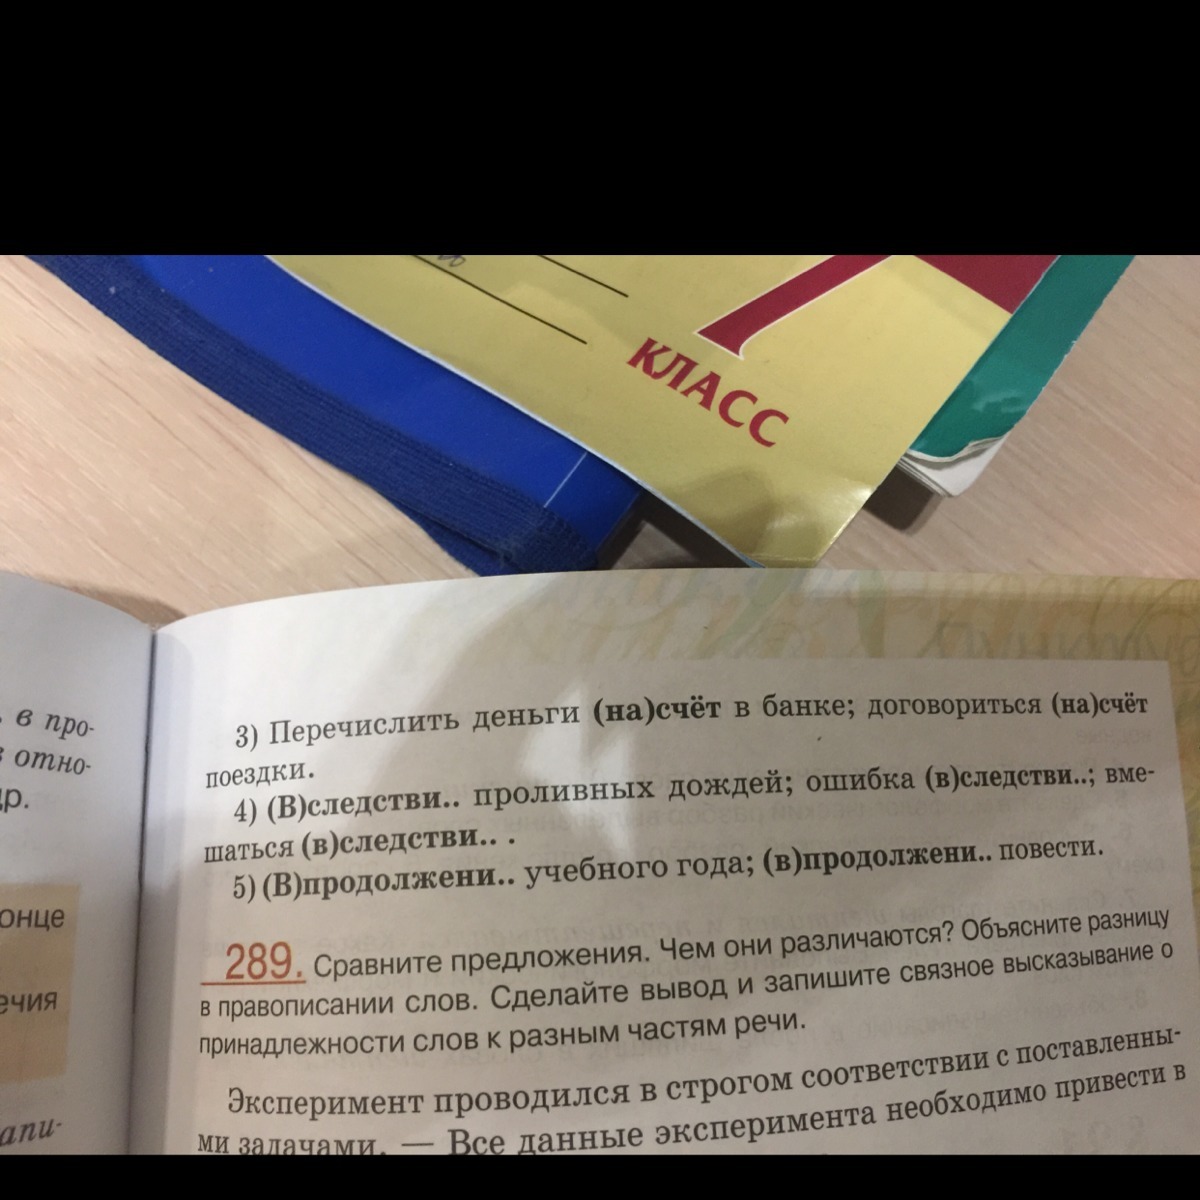 КЛАСС
, в про-
в отно-
др.
онце
ечия
апи-
3) Перечислить деньги (на)счёт в банке; договориться (на)счёт
поездки.
4) (В)следстви.. проливных дождей; ошибка (в)следстви..; вме-
шаться (в)следстви.. .
5) (В)продолжени.. учебного года; (в)продолжени.. повести.
289. Сравните предложения. Чем они различаются? Объясните разницу
в правописании слов. Сделайте вывод и запишите связное высказывание о
принадлежности слов к разным частям речи.
Эксперимент проводился в строгом соответствии с поставленны-
ми задачами. — Все данные эксперимента необходимо привести в